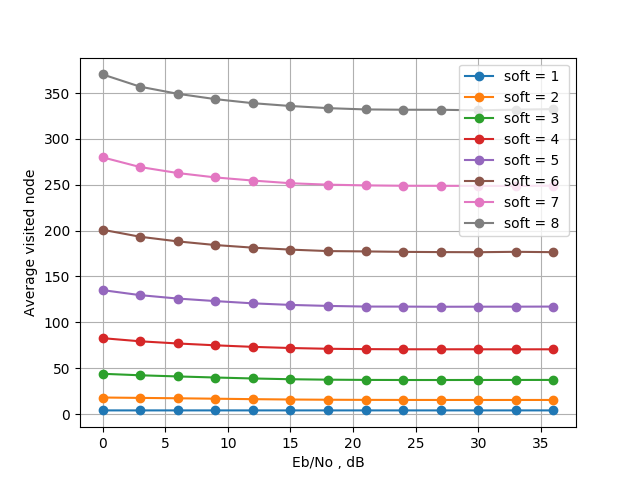 350
300
250
200
150
100
50
0
Average visited node
0 5 10 15 20 25 30 35
Eb/No , dB
soft = 1
soft = 2
soft = 3
soft = 4
soft = 5
soft = 6
soft = 7
soft = 8